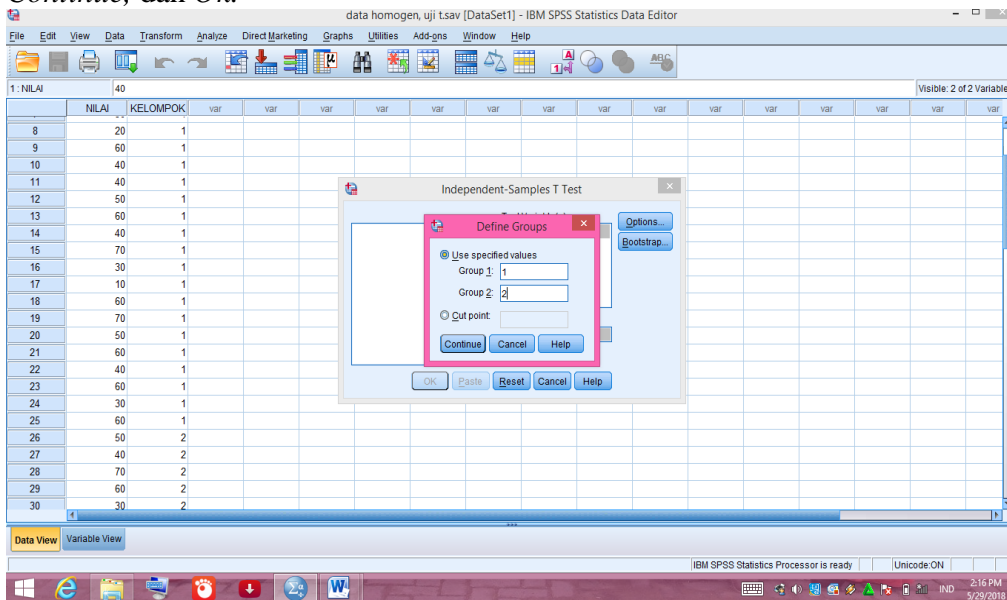 Continue, dan Ok.
data homogen, uji t.sav [DataSet1] - IBM SPSS Statistics Data Editor
File Edit View Data Transform Analyze Direct Marketing Graphs Utilities Add-ons Window Help
1 : NILAI 40 Visible: 2 of 2 Variable
NILAI KELOMPOK var var var var var var var var var var var var var var
8 20 1
9 60 1
10 40 1
11 40 1
12 50 1
13 60 1
14 40 1
15 70 1
16 30 1
17 10 1
18 60 1
19 70 1
20 50 1
21 60 1
22 40 1
23 60 1
24 30 1
25 60 1
26 50 2
27 40 2
28 70 2
29 60 2
30 30 2
Independent-Samples T Test
Options...
Bootstrap...
Define Groups
Use specified values
Group 1: 1
Group 2: 2
Cut point:
Continue Cancel Help
OK Paste Reset Cancel Help
Data View Variable View
IBM SPSS Statistics Processor is ready Unicode:ON
IND 2:16 PM
5/29/2018